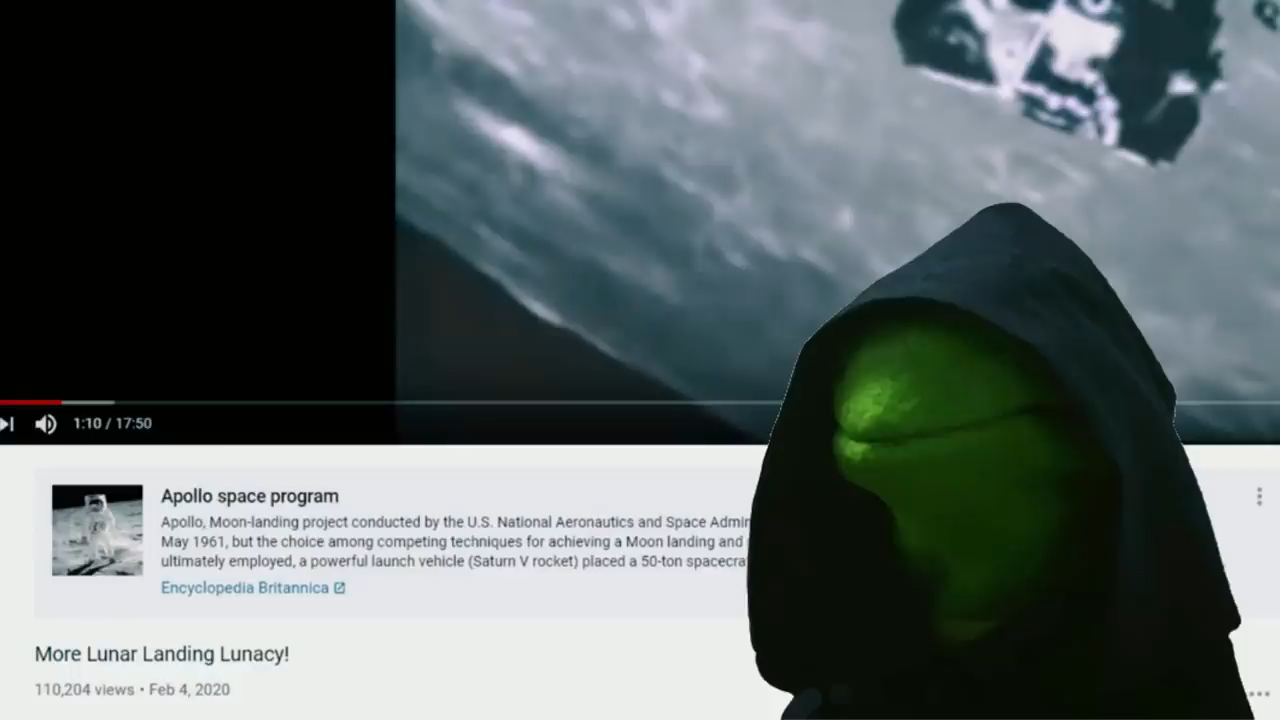 1:10 / 17:50
Apollo space program
Apollo, Moon-landing project conducted by the U.S. National Aeronautics and Space Admin
May 1961, but the choice among competing techniques for achieving a Moon landing and
ultimately employed, a powerful launch vehicle (Saturn V rocket) placed a 50-ton spacecra
Encyclopedia Britannica
More Lunar Landing Lunacy!
110,204 views • Feb 4, 2020